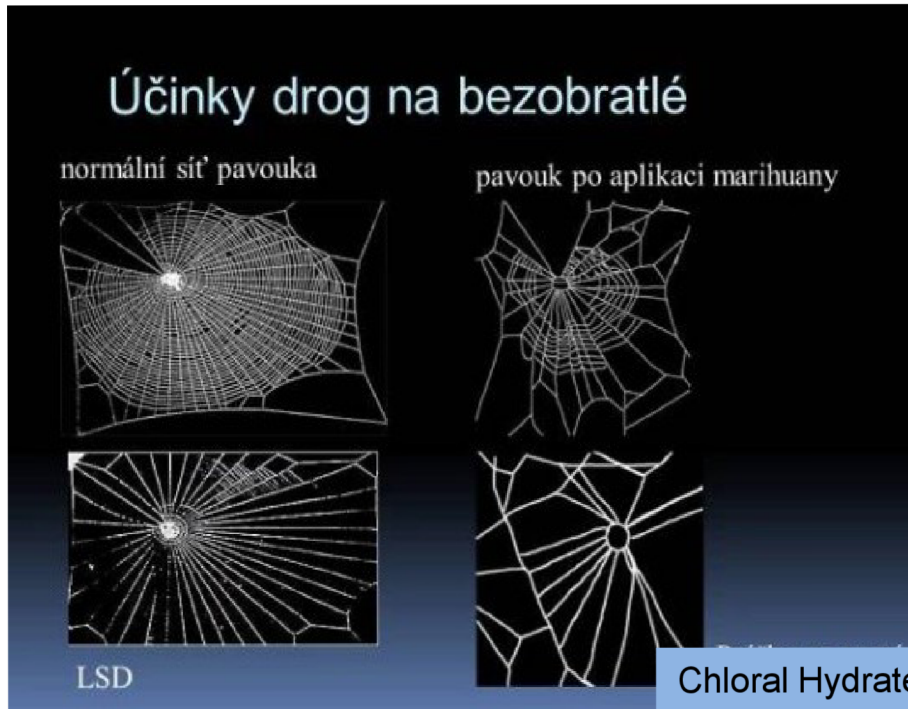 Účinky drog na bezobratlé
normální síť pavouka
pavouk po aplikaci marihuany
LSD
Chloral Hydrate